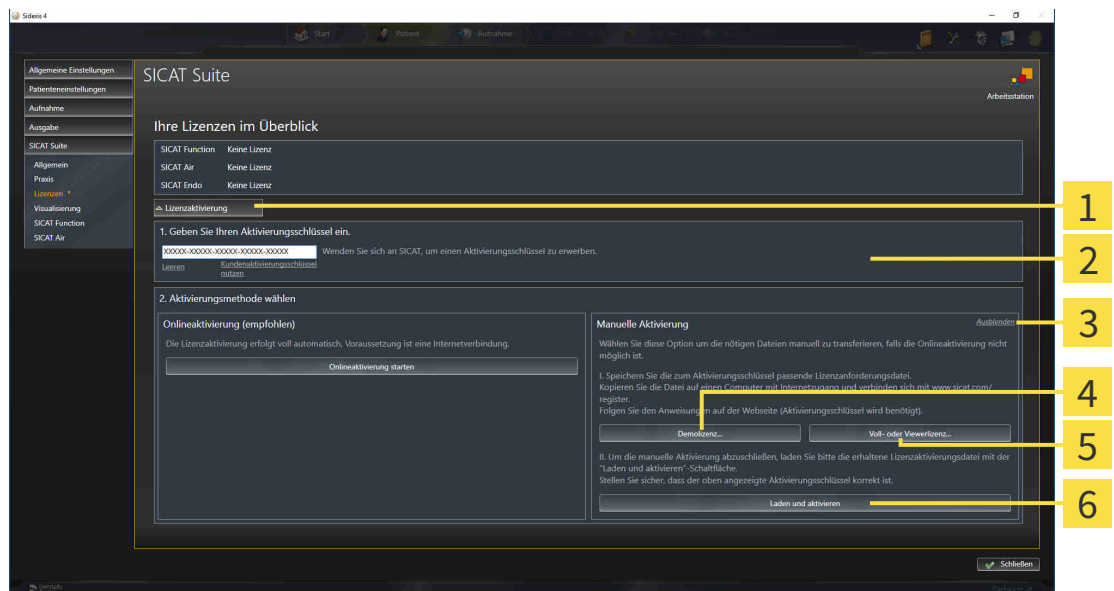 Sidexis 4
Start
Patient
Aufnahme
Allgemeine Einstellungen
Patienteneinstellungen
Aufnahme
Ausgabe
SICAT Suite
Allgemein
Praxis
Lizenzen *
Visualisierung
SICAT Function
SICAT Air
SICAT Suite
Arbeitsstation
Ihre Lizenzen im Überblick
SICAT Function Keine Lizenz
SICAT Air Keine Lizenz
SICAT Endo Keine Lizenz
Lizenzaktivierung
1. Geben Sie Ihren Aktivierungsschlüssel ein.
XXXXX-XXXXX-XXXXX-XXXXX-XXXXX
Wenden Sie sich an SICAT, um einen Aktivierungsschlüssel zu erwerben.
Leeren
Kundenaktivierungsschlüssel
nutzen
2. Aktivierungsmethode wählen
Onlineaktivierung (empfohlen)
Die Lizenzaktivierung erfolgt voll automatisch, Voraussetzung ist eine Internetverbindung.
Onlineaktivierung starten
Manuelle Aktivierung
Ausblenden
Wählen Sie diese Option um die nötigen Dateien manuell zu transferieren, falls die Onlineaktivierung nicht
möglich ist.
I. Speichern Sie die zum Aktivierungsschlüssel passende Lizenzanforderungsdatei.
Kopieren Sie die Datei auf einen Computer mit Internetzugang und verbinden sich mit www.sicat.com/
register.
Folgen Sie den Anweisungen auf der Webseite (Aktivierungsschlüssel wird benötigt).
Demolizenz...
Voll- oder Viewerlizenz...
II. Um die manuelle Aktivierung abzuschließen, laden Sie bitte die erhaltene Lizenzaktivierungsdatei mit der
"Laden und aktivieren"-Schaltfläche.
Stellen Sie sicher, dass der oben angezeigte Aktivierungsschlüssel korrekt ist.
Laden und aktivieren
Schließen
Sidexis 4
1
2
3
4
5
6